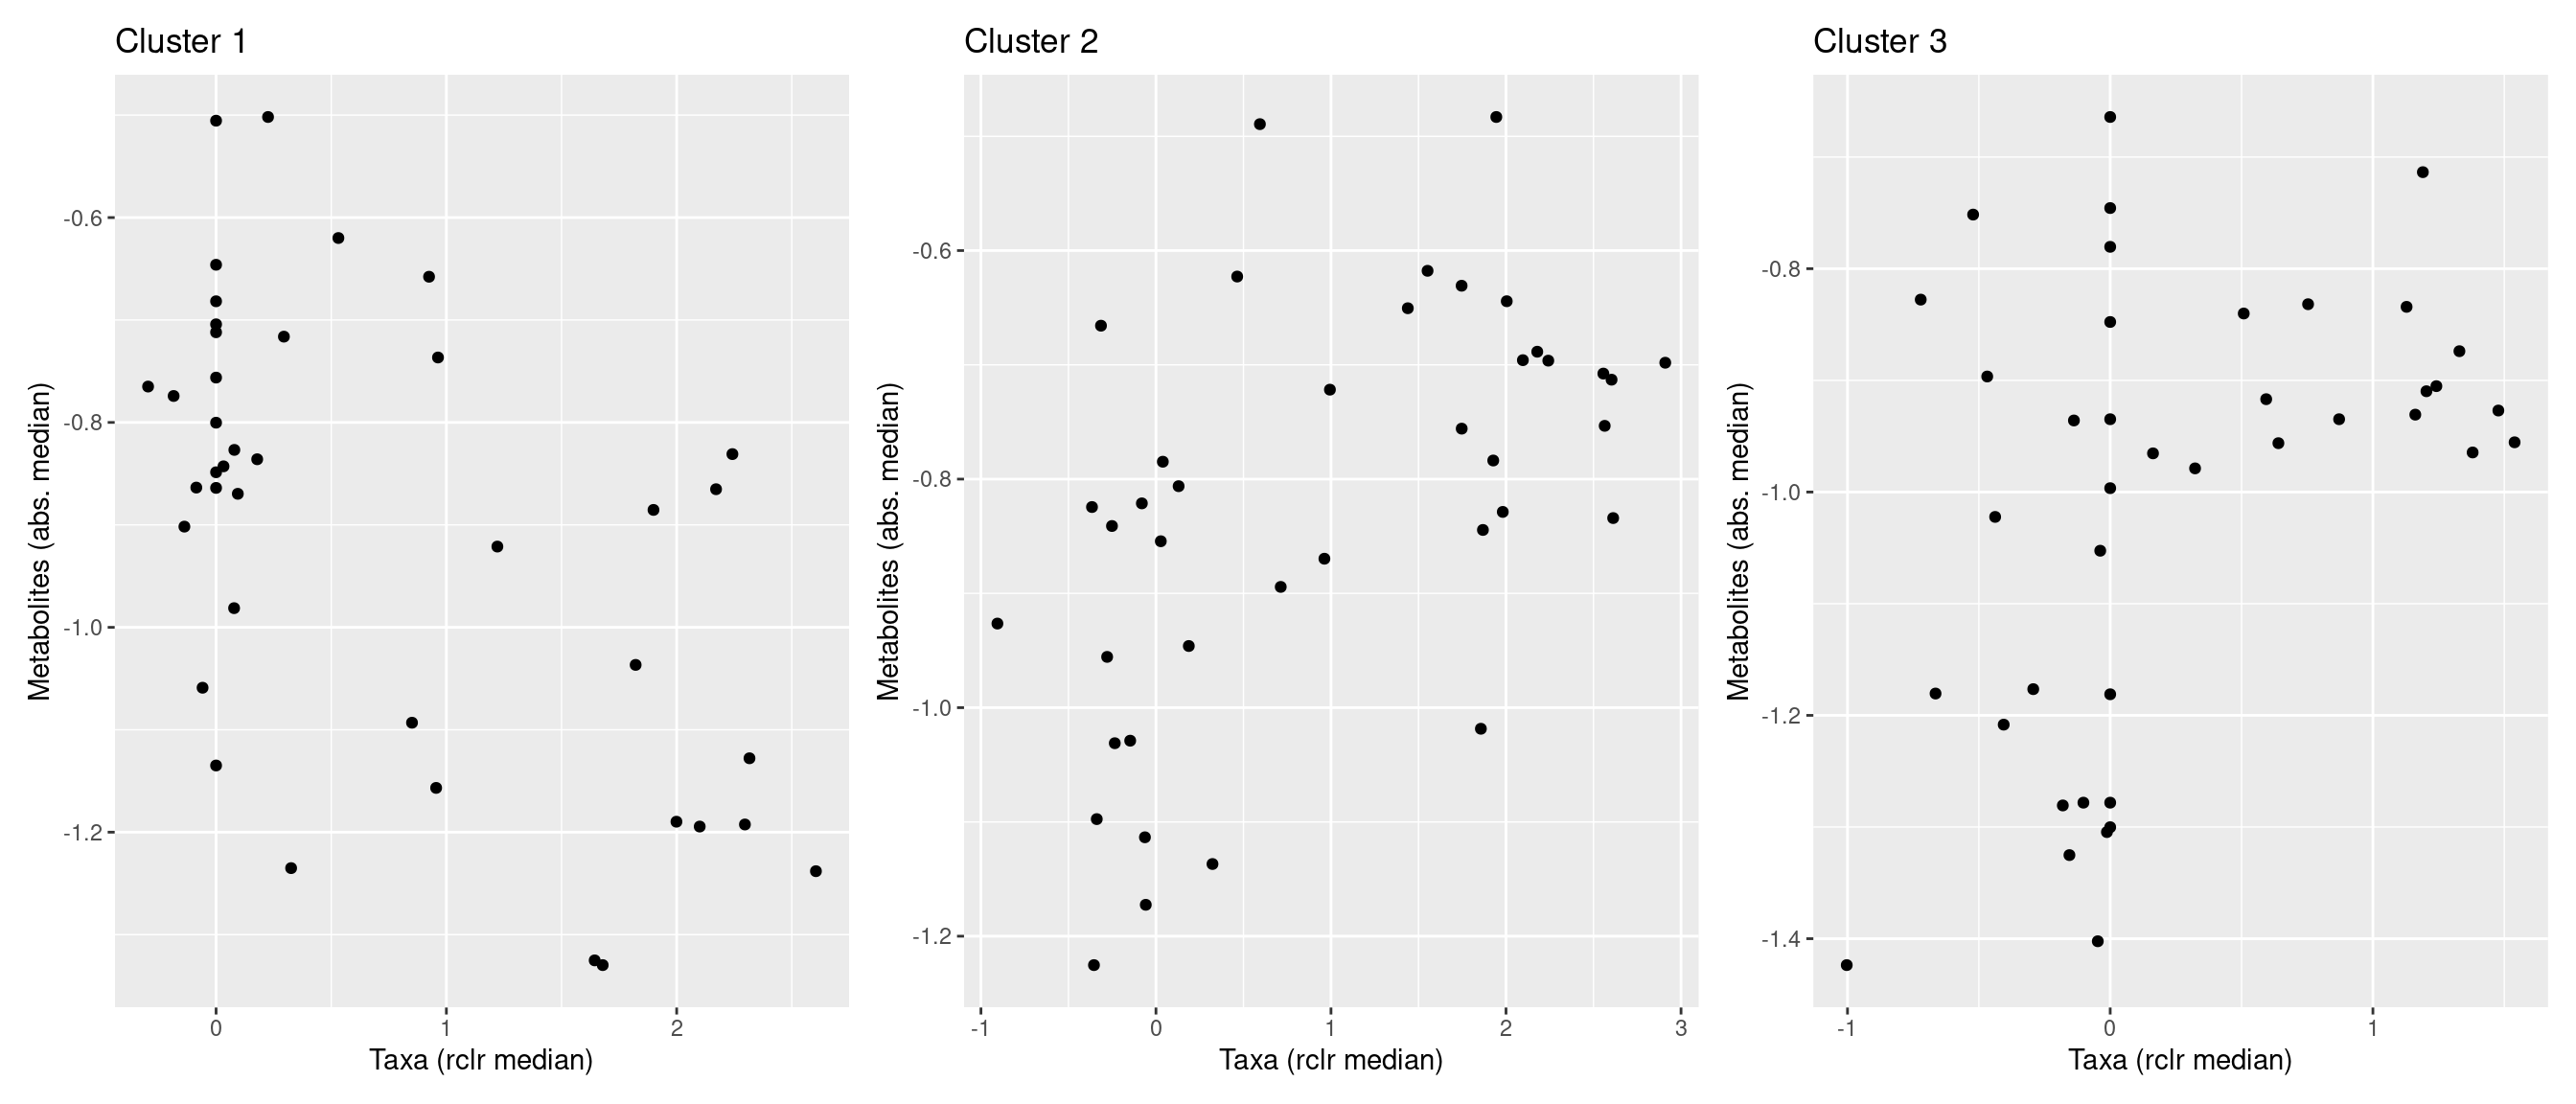 Cluster 1
Metabolites (abs. median)
-0.6
-0.8
-1.0
-1.2
0 1 2
Taxa (rclr median)
Cluster 2
Metabolites (abs. median)
-0.6
-0.8
-1.0
-1.2
-1 0 1 2 3
Taxa (rclr median)
Cluster 3
Metabolites (abs. median)
-0.8
-1.0
-1.2
-1.4
-1 0 1
Taxa (rclr median)